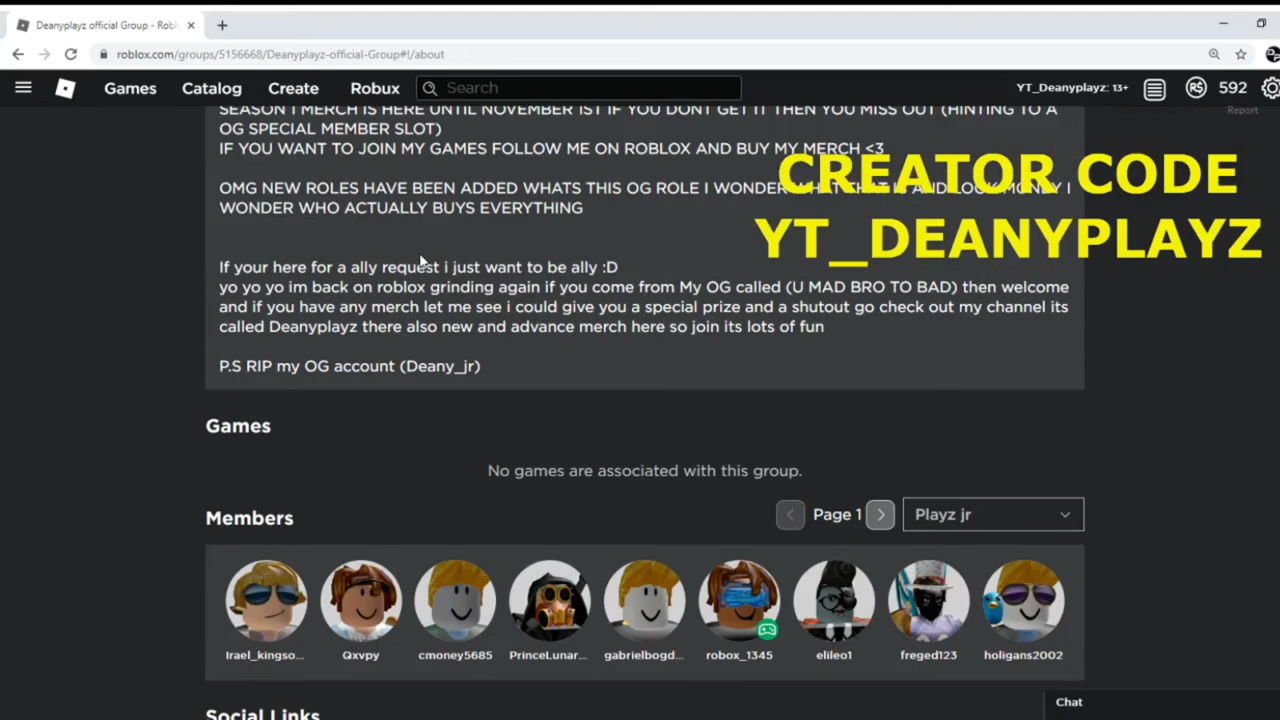 Deanyplayz official Group - Robl
roblox.com/groups/5156668/Deanyplayz-official-Group#!/about
Games Catalog Create Robux Search YT_Deanyplayz: 13+ 592
Report
SEASON 1 MERCH IS HERE UNTIL NOVEMBER 1ST IF YOU DONT GET IT THEN YOU MISS OUT (HINTING TO A
OG SPECIAL MEMBER SLOT)
IF YOU WANT TO JOIN MY GAMES FOLLOW ME ON ROBLOX AND BUY MY MERCH <3
CREATOR CODE
OMG NEW ROLES HAVE BEEN ADDED WHATS THIS OG ROLE I WONDER WHAT THAT IS AND LOCK MONEY I
WONDER WHO ACTUALLY BUYS EVERYTHING
YT_DEANYPLAYZ
If your here for a ally request i just want to be ally :D
yo yo yo im back on roblox grinding again if you come from My OG called (U MAD BRO TO BAD) then welcome
and if you have any merch let me see i could give you a special prize and a shutout go check out my channel its
called Deanyplayz there also new and advance merch here so join its lots of fun
P.S RIP my OG account (Deany_jr)
Games
No games are associated with this group.
Members Page 1 Playz jr
Irael_kingso... Qxvpy cmoney5685 PrinceLunar... gabrielbogd... robox_1345 elileo1 freged123 holigans2002
Social Links
Chat